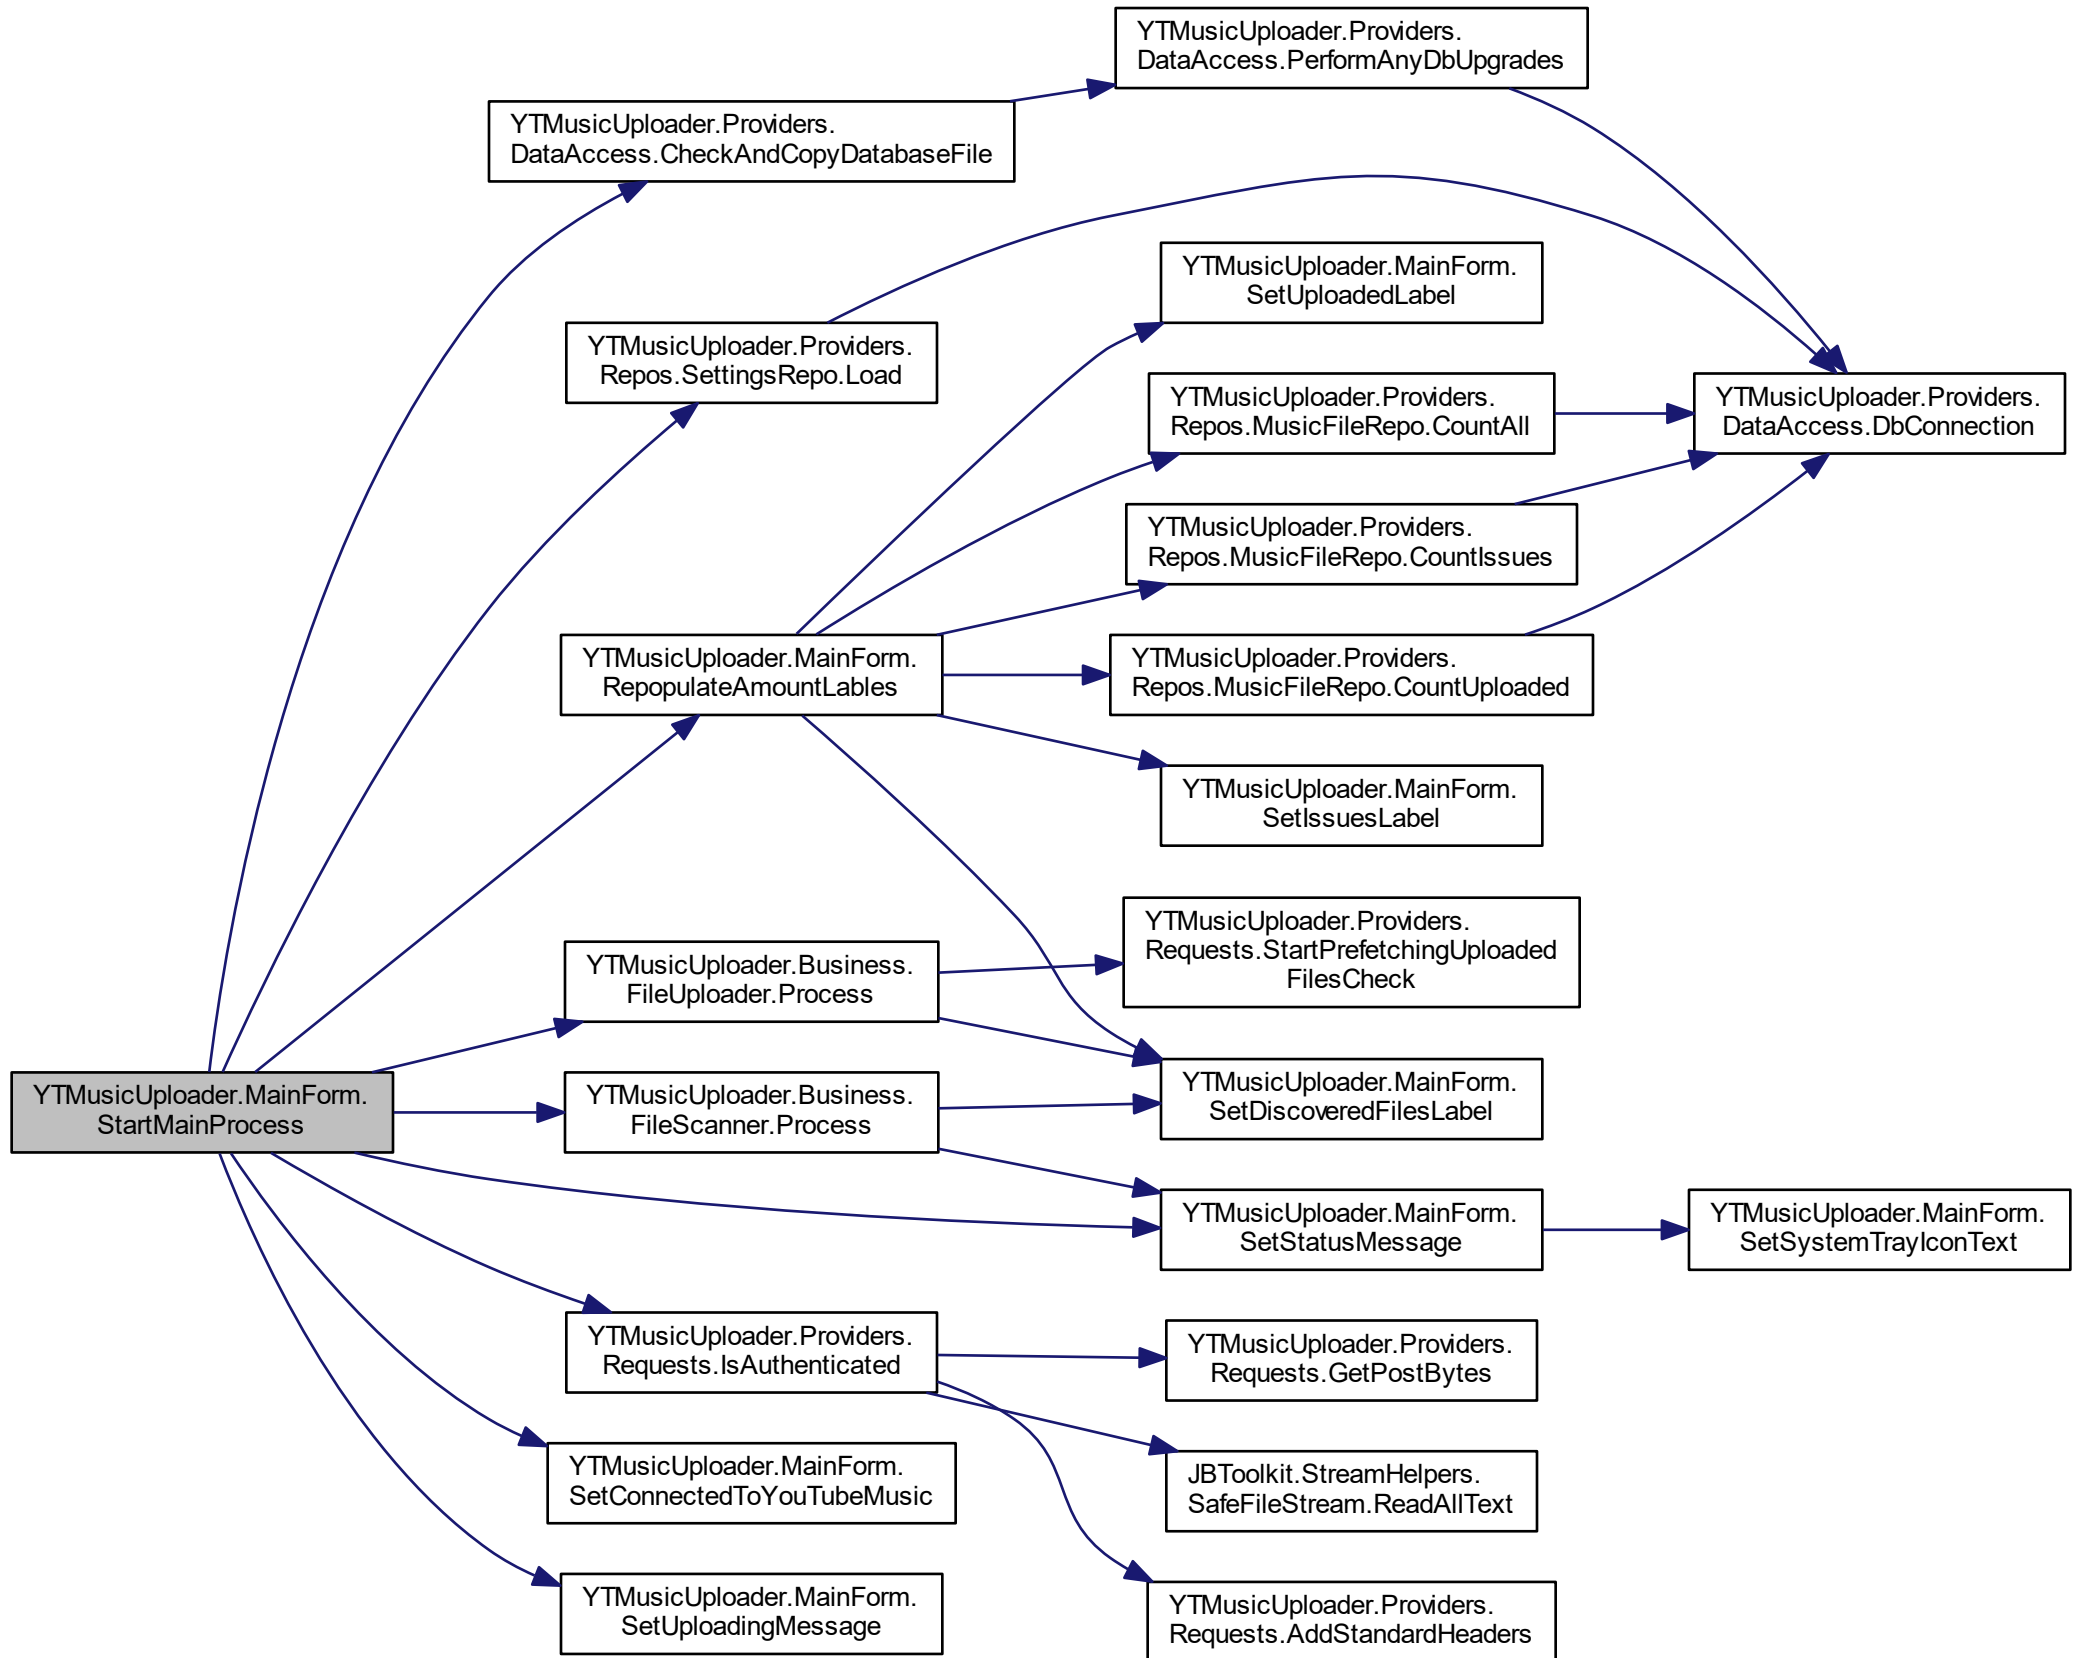 YTMusicUploader.Providers.
DataAccess.PerformAnyDbUpgrades
YTMusicUploader.Providers.
DataAccess.CheckAndCopyDatabaseFile
YTMusicUploader.MainForm.
SetUploadedLabel
YTMusicUploader.Providers.
Repos.SettingsRepo.Load
YTMusicUploader.Providers.
Repos.MusicFileRepo.CountAll
YTMusicUploader.Providers.
DataAccess.DbConnection
YTMusicUploader.Providers.
Repos.MusicFileRepo.CountIssues
YTMusicUploader.MainForm.
RepopulateAmountLables
YTMusicUploader.Providers.
Repos.MusicFileRepo.CountUploaded
YTMusicUploader.MainForm.
SetIssuesLabel
YTMusicUploader.Providers.
Requests.StartPrefetchingUploaded
FilesCheck
YTMusicUploader.Business.
FileUploader.Process
YTMusicUploader.MainForm.
StartMainProcess
YTMusicUploader.Business.
FileScanner.Process
YTMusicUploader.MainForm.
SetDiscoveredFilesLabel
YTMusicUploader.MainForm.
SetStatusMessage
YTMusicUploader.MainForm.
SetSystemTrayIconText
YTMusicUploader.Providers.
Requests.IsAuthenticated
YTMusicUploader.Providers.
Requests.GetPostBytes
YTMusicUploader.MainForm.
SetConnectedToYouTubeMusic
JBToolkit.StreamHelpers.
SafeFileStream.ReadAllText
YTMusicUploader.MainForm.
SetUploadingMessage
YTMusicUploader.Providers.
Requests.AddStandardHeaders